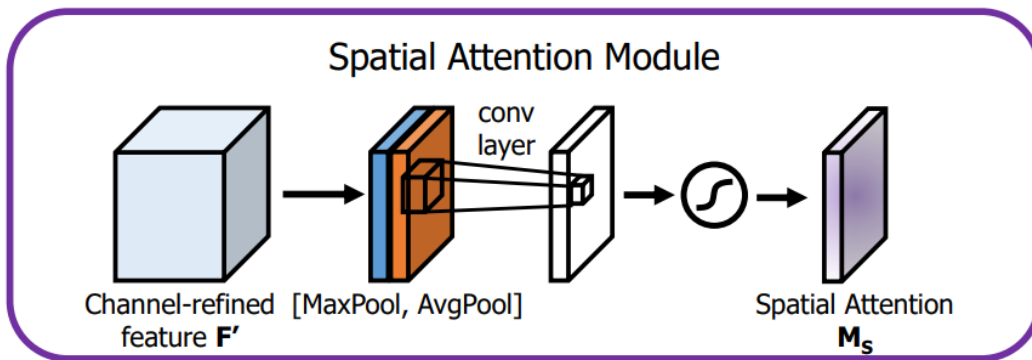 Spatial Attention Module
conv
layer
Channel-refined
feature F’
[MaxPool, AvgPool]
Spatial Attention
Ms